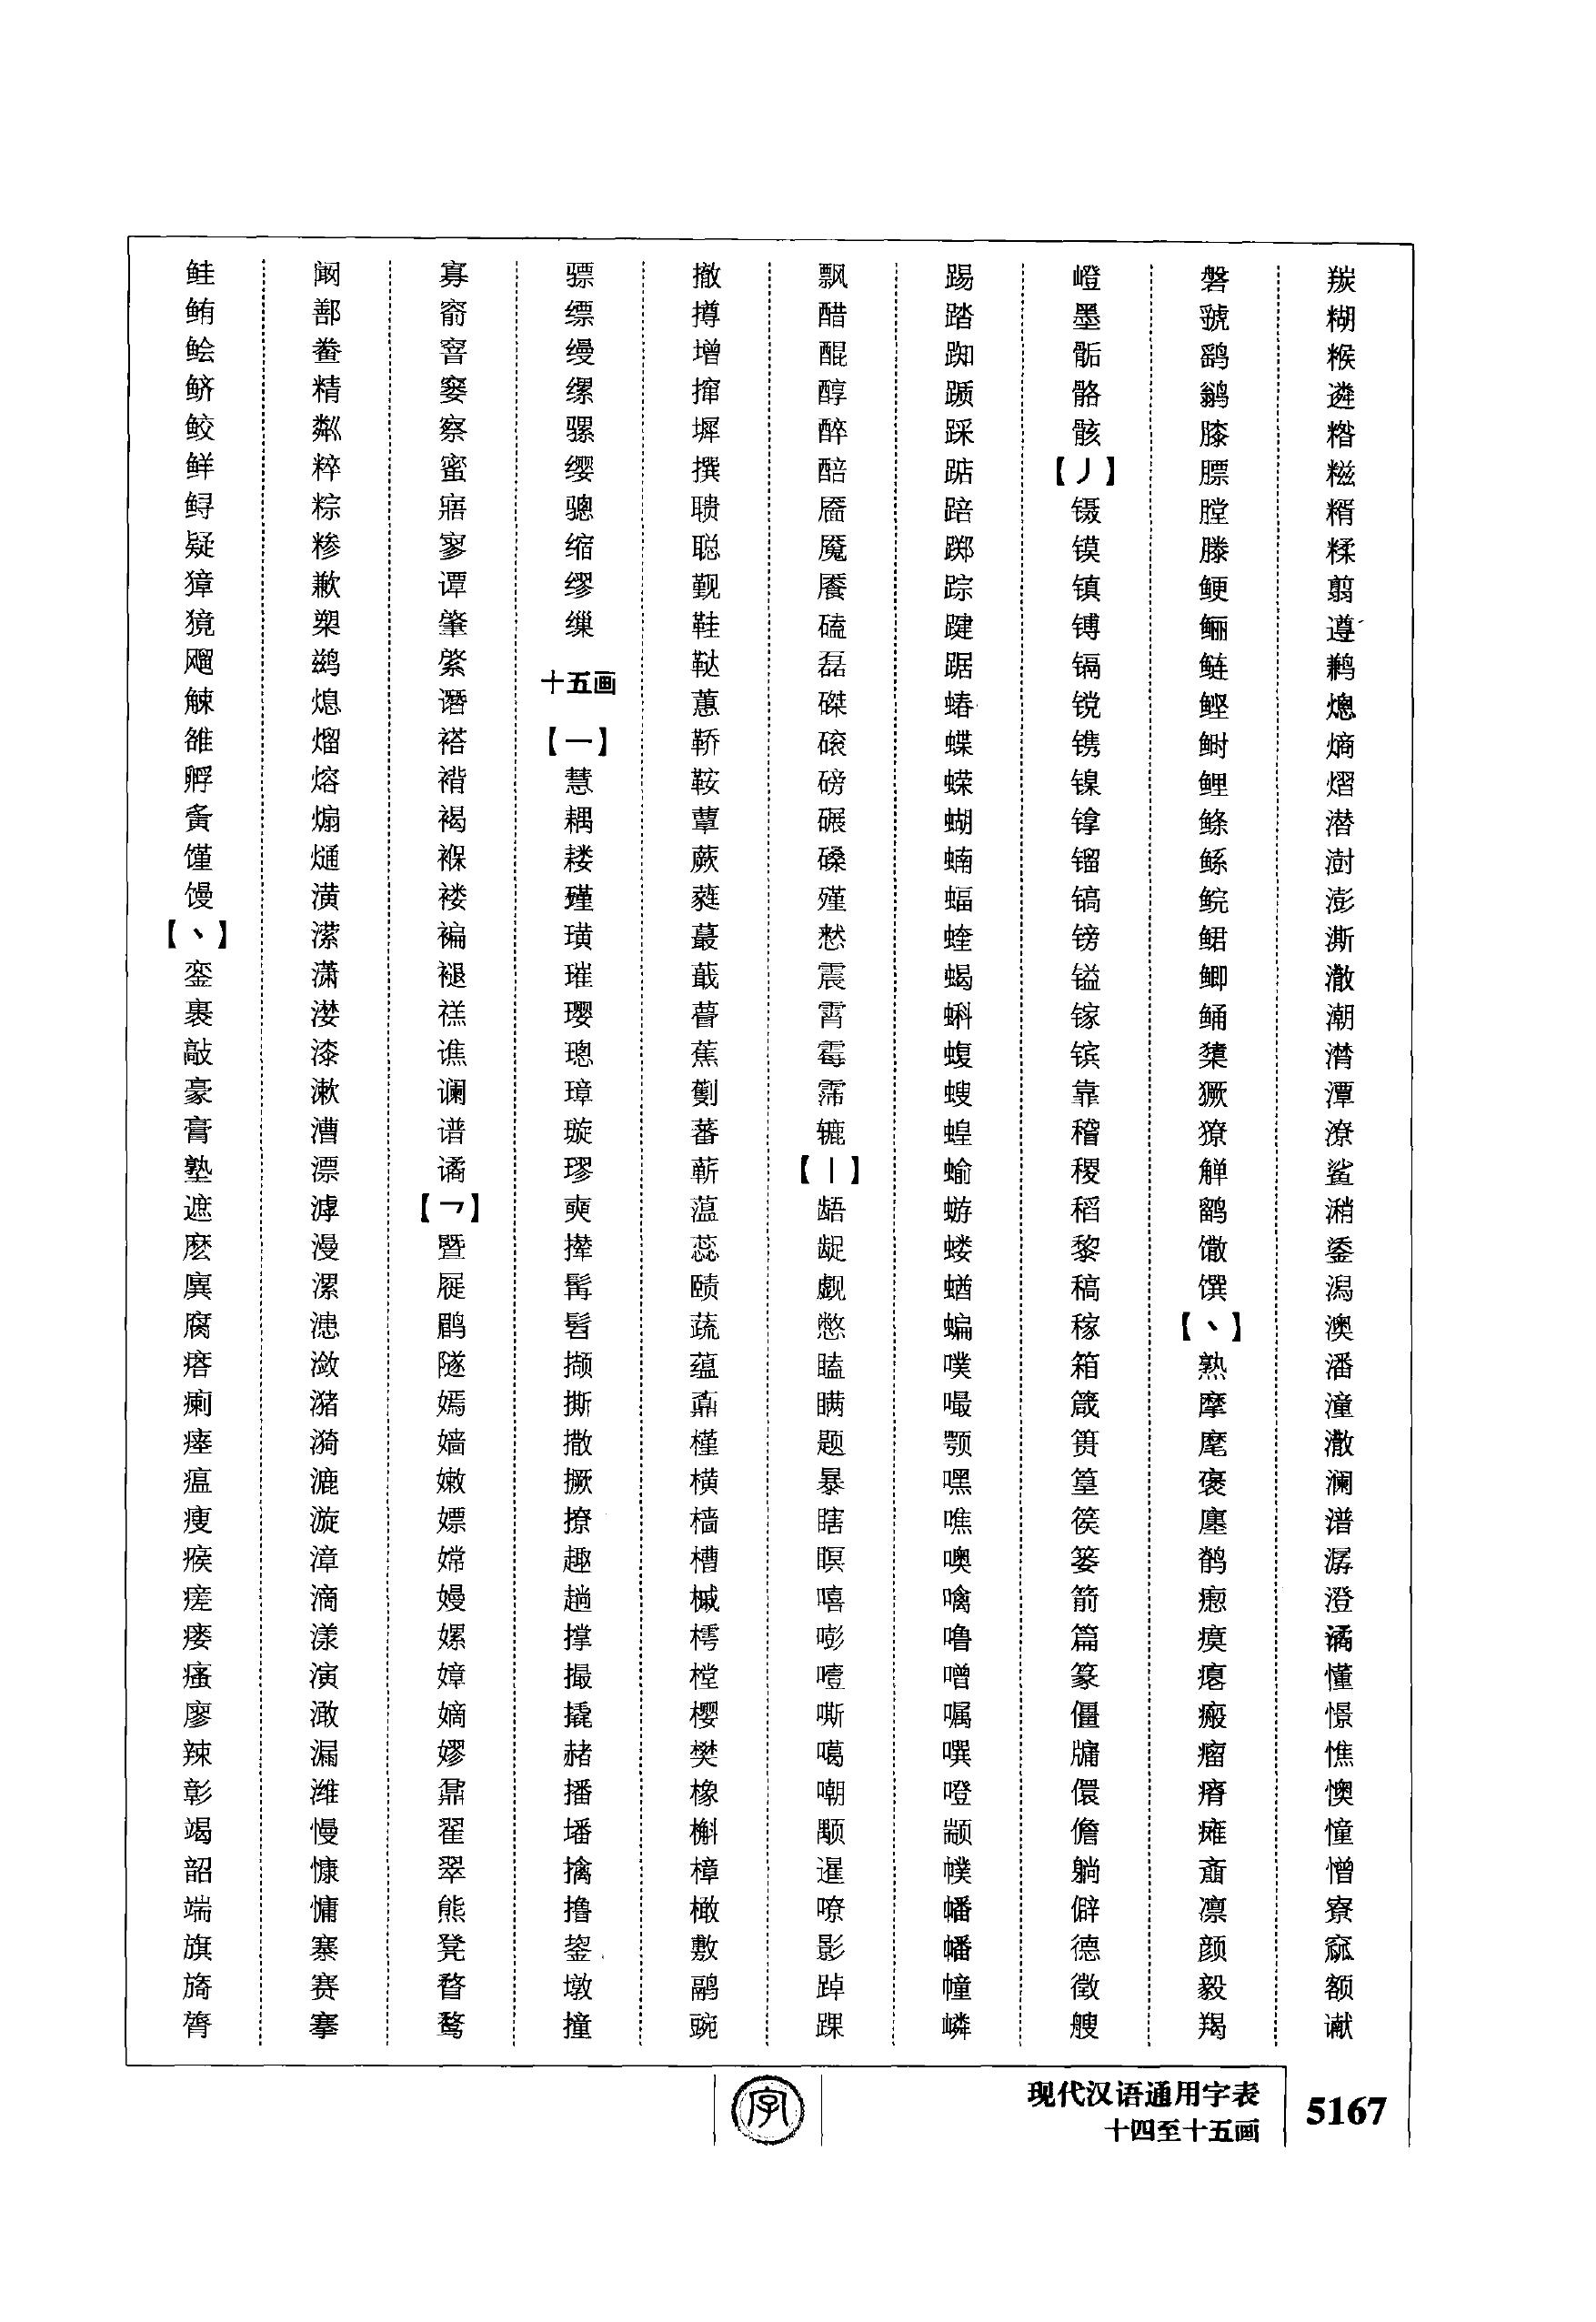 鲑鲔鲙鲚鲛鲜鲟疑獐獍飗觫雒孵夤馑馒【丶】銮裹敲豪膏塾遮麽廙腐瘩瘌瘗瘟瘦瘊瘥瘘瘙廖辣彰竭韶端旗旖膂
阚鄯鲞精粼粹粽糁歉槊鹚熄熘熔煽熥潢潆潇漤漆漱漕漂滹漫漯漶潋潴漪漉漩漳滴漾演澉漏潍慢慷慵寨赛搴
寡窬窨窭察蜜寤寥谭肇綮谮褡褙褐褓褛褊褪禚谯谰谱谲【乛】暨屣鹛隧嫣嫱嫩嫖嫦嫚嫘嫜嫡嫪鼐翟翠熊凳瞀鹜
骠缥缦缧骡缨骢缩缪缫
十五画
【一】慧耦耧瑾璜璀璎璁璋璇璆奭撵髯髫撷撕撒撅撩趣趟撑撮撬赭播墦擒撸鋆墩撞
撤撙增撺墀撰聩聪觐鞋鞑蕙鞒鞍蕈蕨蕤蕞蕺瞢蕉劐蕃蕲蕰蕊赜蔬蕴鼒槿横樯槽槭樗樘樱樊橡槲樟橄敷鹝豌
飘醋醌醇醉醅靥魇餍磕磊磔磙磅碾磉殣慭震霄霉霈辘【丨】龉龊觑憋瞌瞒题暴瞎瞑嘻嘭噎嘶噶嘲颙暹嘹影踔踝
踢踏踟踬踩踮踣踯踪踺踞蝽蝶蝾蝴蝻蝠蝰蝎蝌蝮螋蝗蝓蝣蝼蝤蝙噗嘬颚嘿噍噢噙噜噌嘱噀噔颛幞幡嶓幢嶙
嶝墨骺骼骸【丿】镊镆镇镈镉镋镌镍镎镏镐镑镒镓镔靠稽稷稻黎稿稼箱箴篑篁篌篓箭篇篆僵牖儇儋躺僻德徵艘
磐虢鹞鹟膝膘膛滕鲠鲡鲢鲣鲥鲤鲦鲧鲩鲪鲫鲬橥獗獠觯鹠馓馔【丶】熟摩麾褒廛鹡瘛瘼瘪瘢瘤瘠瘫齑凛颜毅羯
羰糊糇遴糌糍糈糅翦遵鹣熜熵熠潜澍澎澌潵潮潸潭潦鲨潲鋈潟澳潘潼澈澜潽潺澄潏懂憬憔懊憧憎寮窳额谳
字
现代汉语通用字表
十四至十五画
5167